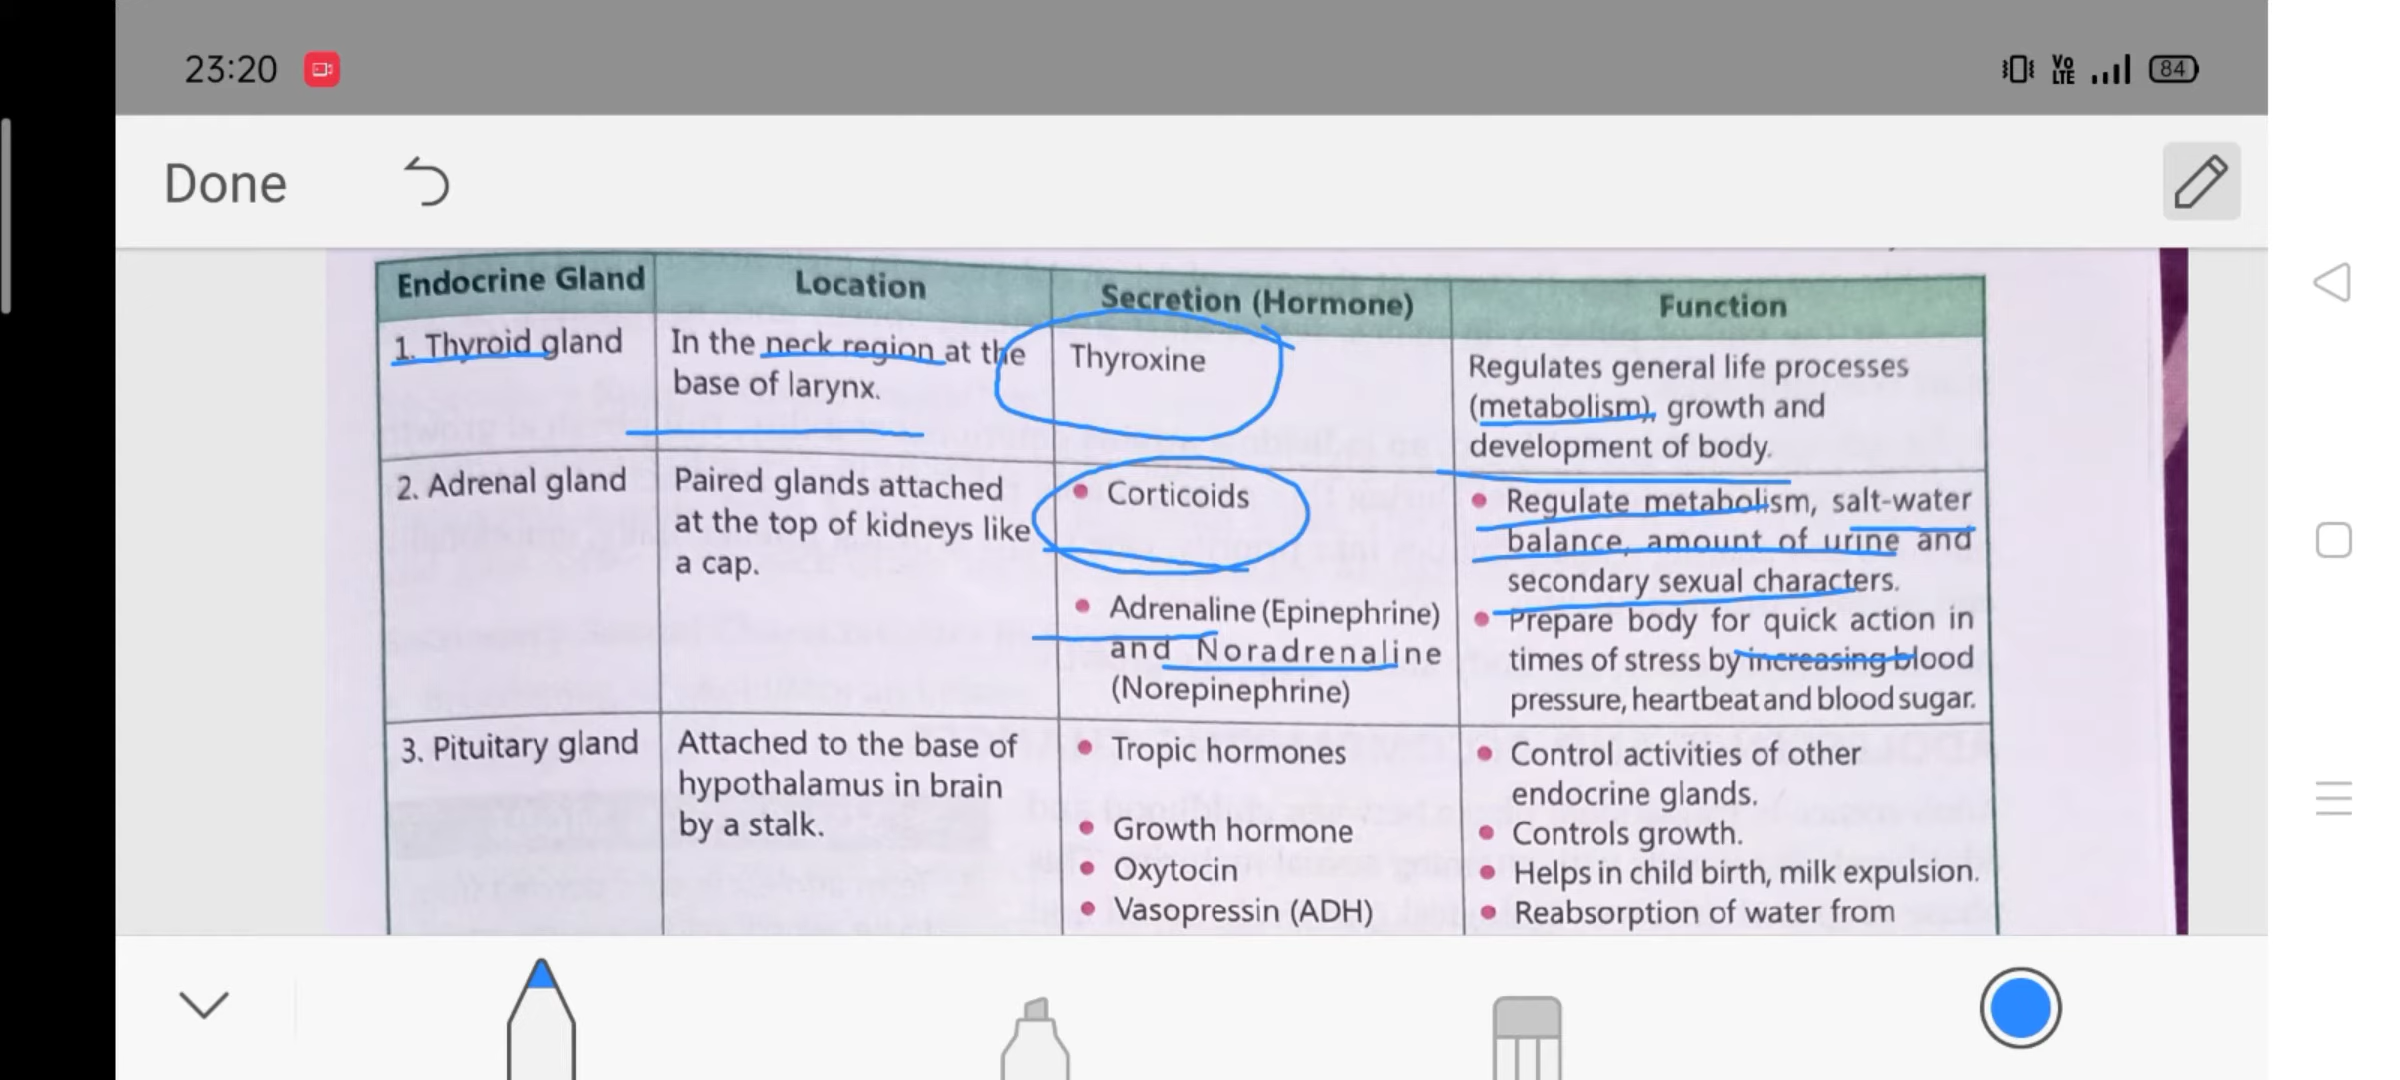 23:20
Vo
LTE
84
Done
Endocrine Gland
Location
Secretion (Hormone)
Function
1. Thyroid gland
In the neck region at the
base of larynx.
Thyroxine
Regulates general life processes
(metabolism), growth and
development of body.
2. Adrenal gland
Paired glands attached
at the top of kidneys like
a cap.
• Corticoids
• Adrenaline (Epinephrine)
and Noradrenaline
(Norepinephrine)
• Regulate metabolism, salt-water
balance, amount of urine and
secondary sexual characters.
• Prepare body for quick action in
times of stress by increasing blood
pressure, heartbeat and blood sugar.
3. Pituitary gland
Attached to the base of
hypothalamus in brain
by a stalk.
• Tropic hormones
• Growth hormone
• Oxytocin
• Vasopressin (ADH)
• Control activities of other
endocrine glands.
• Controls growth.
• Helps in child birth, milk expulsion.
• Reabsorption of water from